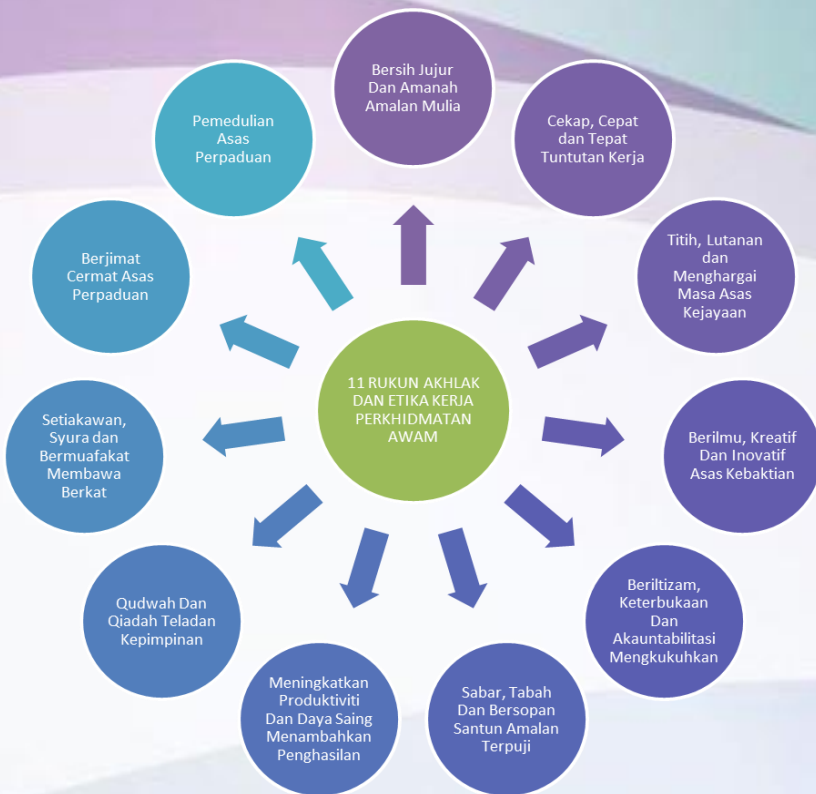 11 RUKUN AKHLAK
DAN ETIKA KERJA
PERKHIDMATAN
AWAM
Bersih Jujur
Dan Amanah
Amalan Mulia
Cekap, Cepat
dan Tepat
Tuntutan Kerja
Titih, Lutanan
dan
Menghargai
Masa Asas
Kejayaan
Berilmu, Kreatif
Dan Inovatif
Asas Kebaktian
Beriltizam,
Keterbukaan
Dan
Akauntabilitasi
Mengkukuhkan
Sabar, Tabah
Dan Bersopan
Santun Amalan
Terpuji
Meningkatkan
Produktiviti
Dan Daya Saing
Menambahkan
Penghasilan
Qudwah Dan
Qiadah Teladan
Kepimpinan
Setiakawan,
Syura dan
Bermuafakat
Membawa
Berkat
Berjimat
Cermat Asas
Perpaduan
Pemedulian
Asas
Perpaduan